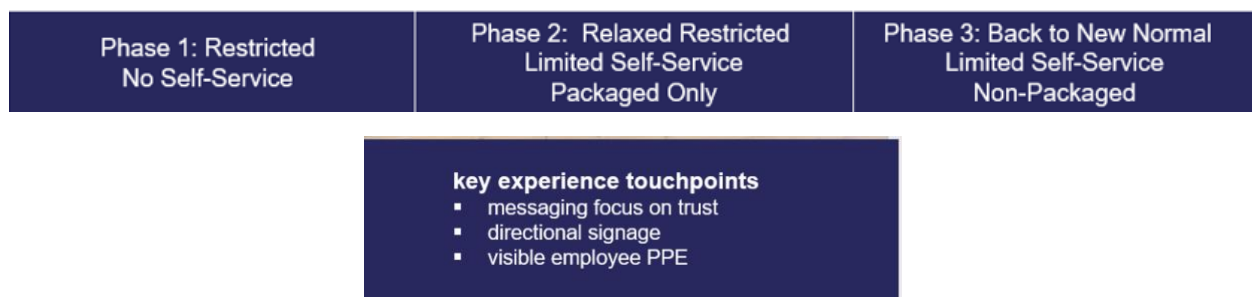 Phase 1: Restricted
No Self-Service
Phase 2: Relaxed Restricted
Limited Self-Service
Packaged Only
Phase 3: Back to New Normal
Limited Self-Service
Non-Packaged
key experience touchpoints
▪ messaging focus on trust
▪ directional signage
▪ visible employee PPE